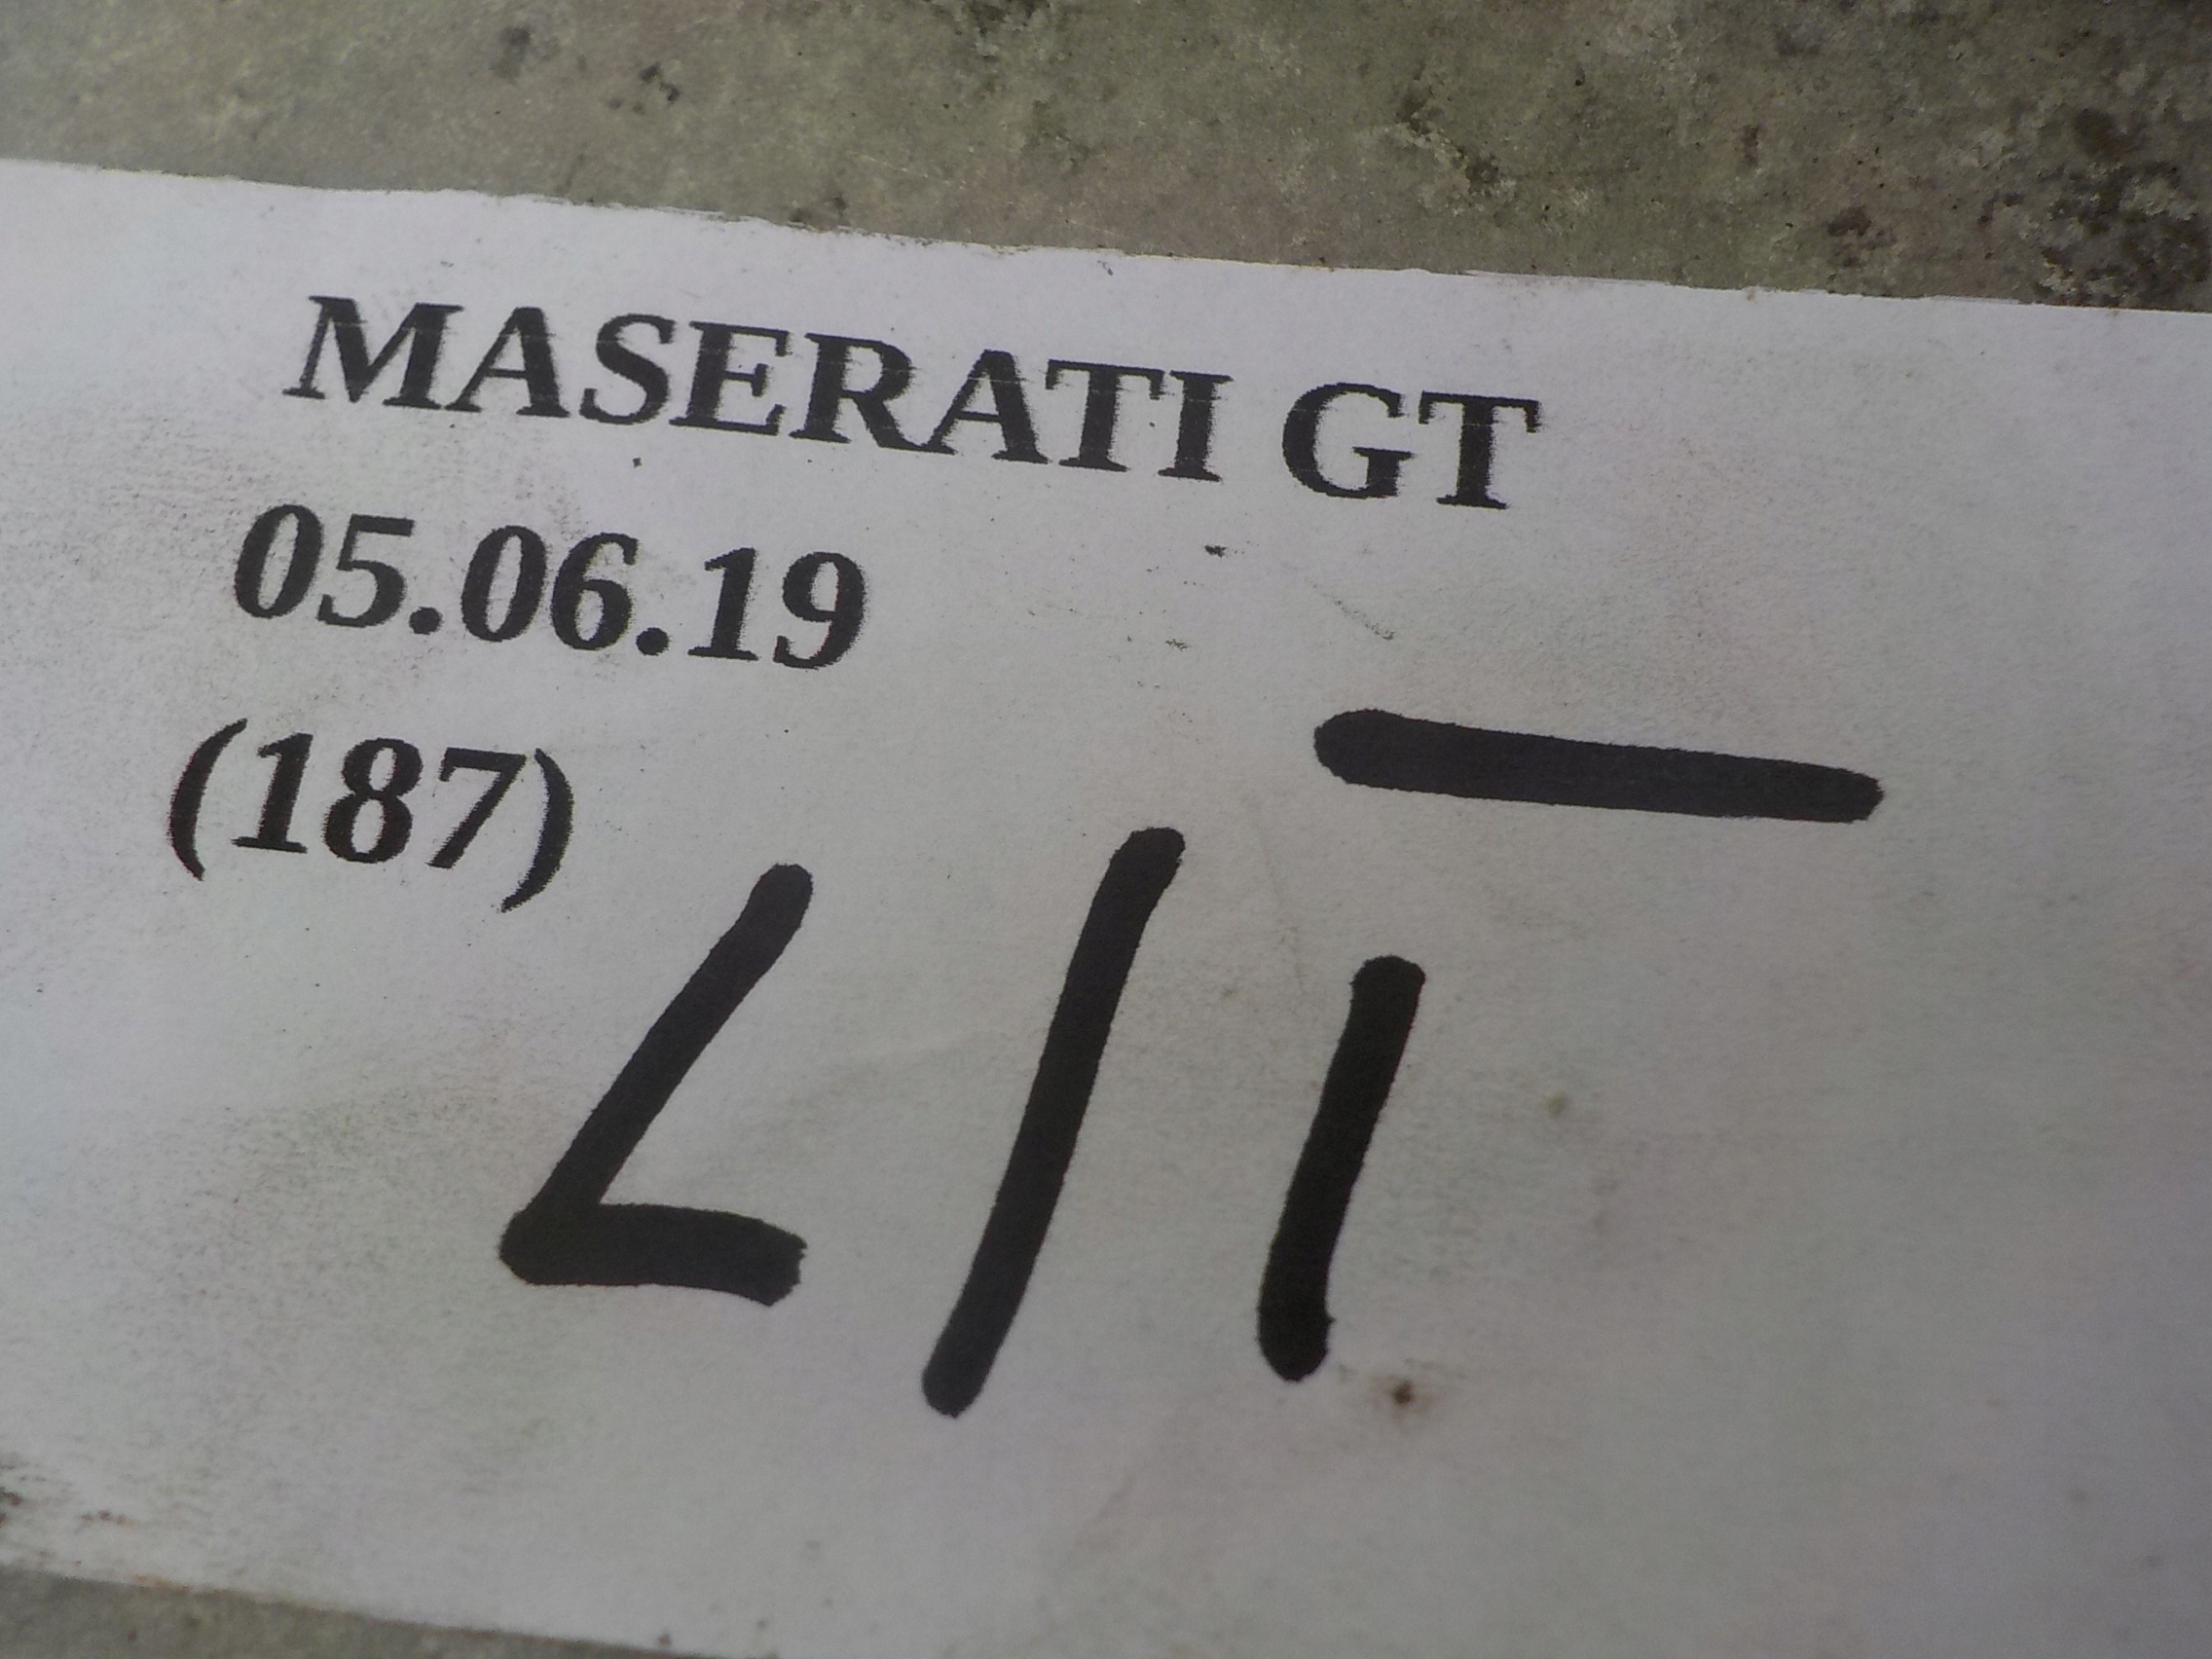 MASERATI GT
05.06.19
(187)
L/T